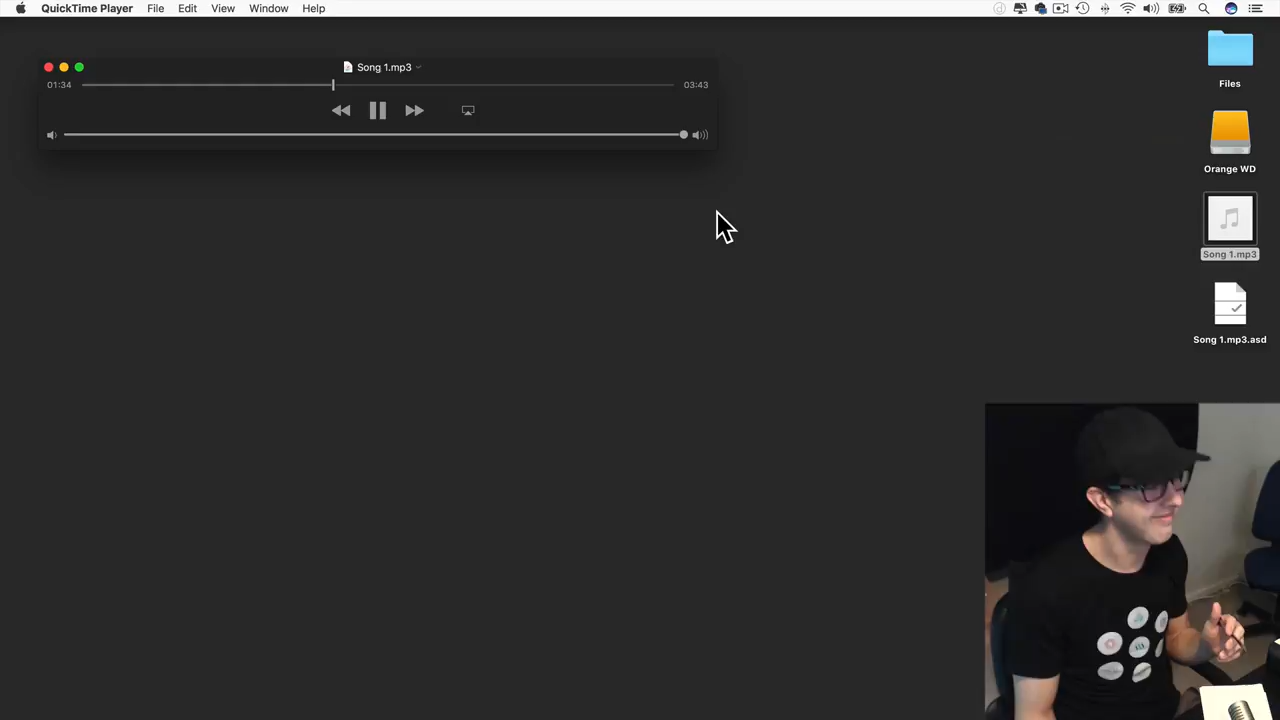 QuickTime Player File Edit View Window Help
Song 1.mp3
01:34 03:43
Files
Orange WD
Song 1.mp3
Song 1.mp3.asd